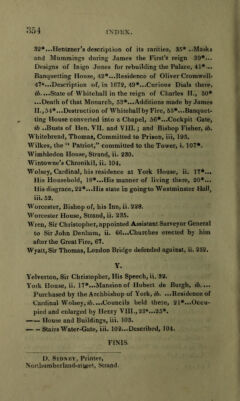 354 INDEX.
32*...Hentzner's description of its rarities, 35*...Masks
and Mummings during James the First's reign 39*...
Designs of Inigo Jones for rebuilding the Palace, 41*...
Banquetting House, 42*...Residence of Oliver Cromwell.
47*...Description of, in 1672, 49*...Curious Dials there,
ib. ...State of Whitehall in the reign of Charles II., 50*
...Death of that Monarch, 53*...Additions made by James
II., 54*...Destruction of Whitehall by Fire, 55*...Banquet-
ting House converted into a Chapel, 56*...Cockpit Gate,
ib ..Busts of Hen. VII. and VIII.; and Bishop Fisher, ib.
Whitebread, Thomas, Committed to Prison, iii, 193.
Wilkes, the "Patriot," committed to the Tower, i. 107*.
Wimbledon House, Strand, ii. 230.
Wintowne's Chronikil, ii. 104.
Wolsey, Cardinal, his residence at York House, ii. 17*...
His Household, 18*...His manner of living there, 20*...
His disgrace, 22*...His state in going to Westminster Hall,
iii. 52.
Worcester, Bishop of, his Inn, ii. 228.
Worcester House, Strand, ii. 235.
Wren, Sir Christopher, appointed Assistant Surveyor General
to Sir John Denham, ii. 66...Churches erected by him
after the Great Fire, 67.
Wyatt, Sir Thomas, London Bridge defended against, ii. 252.
Y.
Yelverton, Sir Christopher, His Speech, ii. 32.
York House, ii. 17*...Mansion of Hubert de Burgh, ib. ...
Purchased by the Archbishop of York, ib. ...Residence of
Cardinal Wolsey, ib. ...Councils held there, 21*...Occu-
pied and enlarged by Henry VIII., 23*...25*.
—— House and Buildings, iii. 103.
—— Stairs Water-Gate, iii. 102...Described, 104.
FINIS.
D. SIDNEY, Printer,
Northumberland-street, Strand.